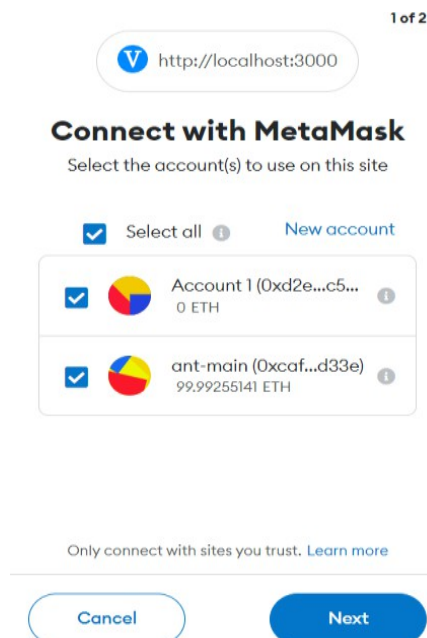 1 of 2
V http://localhost:3000
Connect with MetaMask
Select the account(s) to use on this site
Select all New account
Account 1 (0xd2e...c5...
0 ETH
ant-main (0xcaf...d33e)
99.99255141 ETH
Only connect with sites you trust. Learn more
Cancel Next